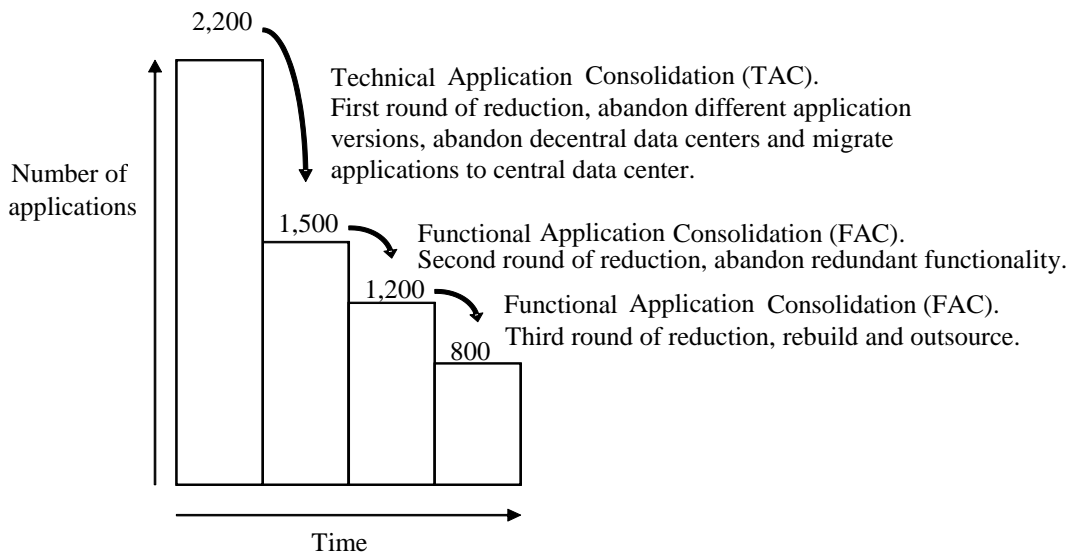 2,200
Technical Application Consolidation (TAC).
First round of reduction, abandon different application
versions, abandon decentral data centers and migrate
applications to central data center.
Number of
applications
1,500
Functional Application Consolidation (FAC).
Second round of reduction, abandon redundant functionality.
1,200
Functional Application Consolidation (FAC).
Third round of reduction, rebuild and outsource.
800
Time